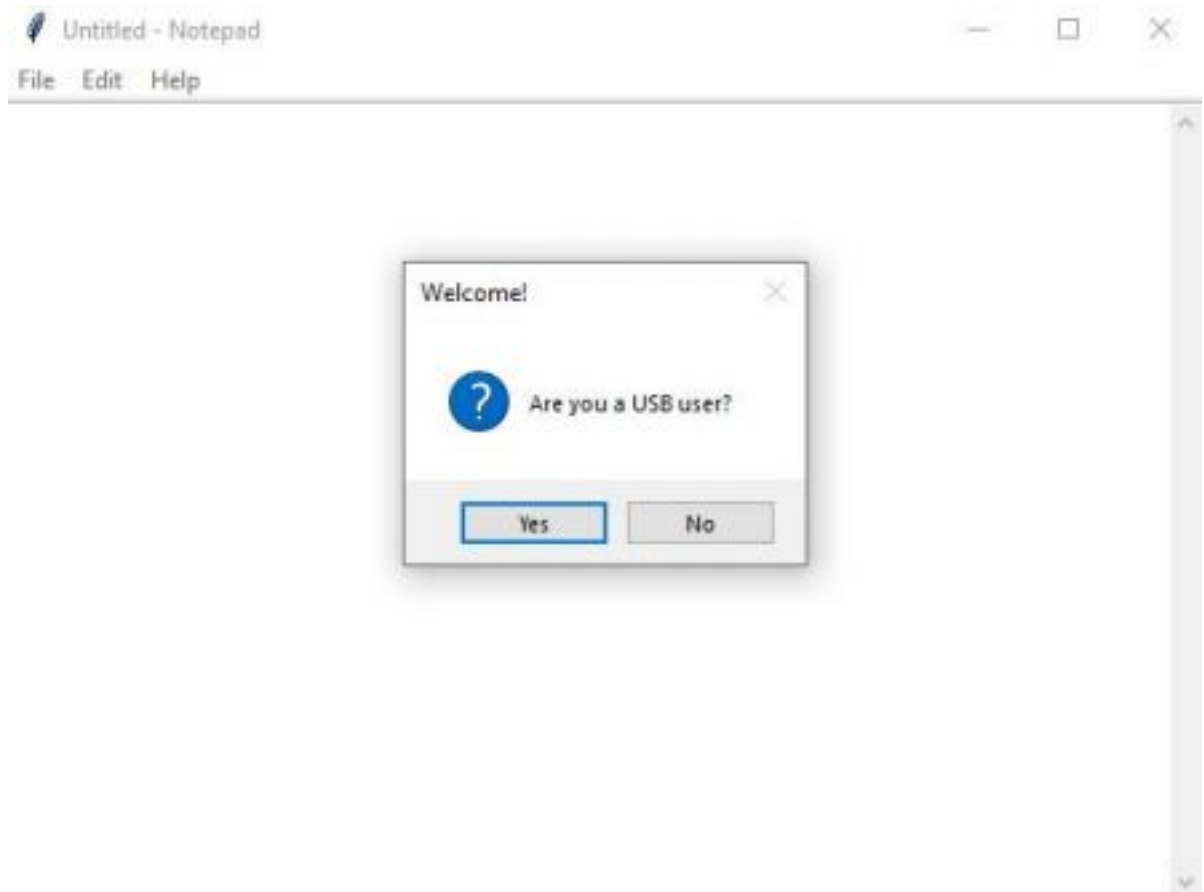 Untitled - Notepad
File Edit Help
Welcome!
Are you a USB user?
Yes No